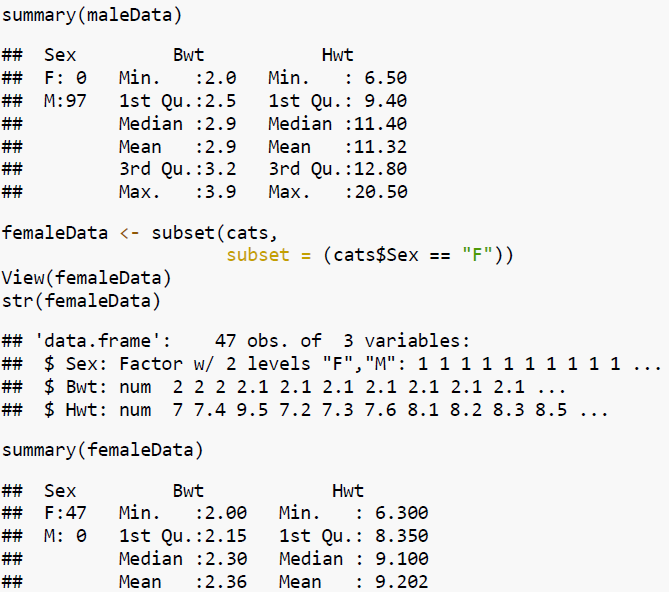 summary(maleData)
##  Sex         Bwt           Hwt
##  F: 0   Min.   :2.0   Min.   : 6.50
##  M:97   1st Qu.:2.5   1st Qu.: 9.40
##         Median :2.9   Median :11.40
##         Mean   :2.9   Mean   :11.32
##         3rd Qu.:3.2   3rd Qu.:12.80
##         Max.   :3.9   Max.   :20.50
femaleData <- subset(cats,
                     subset = (cats$Sex == "F"))
View(femaleData)
str(femaleData)
## 'data.frame':    47 obs. of  3 variables:
##  $ Sex: Factor w/ 2 levels "F","M": 1 1 1 1 1 1 1 1 1 1 ...
##  $ Bwt: num  2 2 2 2.1 2.1 2.1 2.1 2.1 2.1 2.1 ...
##  $ Hwt: num  7 7.4 9.5 7.2 7.3 7.6 8.1 8.2 8.3 8.5 ...
summary(femaleData)
##  Sex         Bwt            Hwt
##  F:47   Min.   :2.00   Min.   : 6.300
##  M: 0   1st Qu.:2.15   1st Qu.: 8.350
##         Median :2.30   Median : 9.100
##         Mean   :2.36   Mean   : 9.202